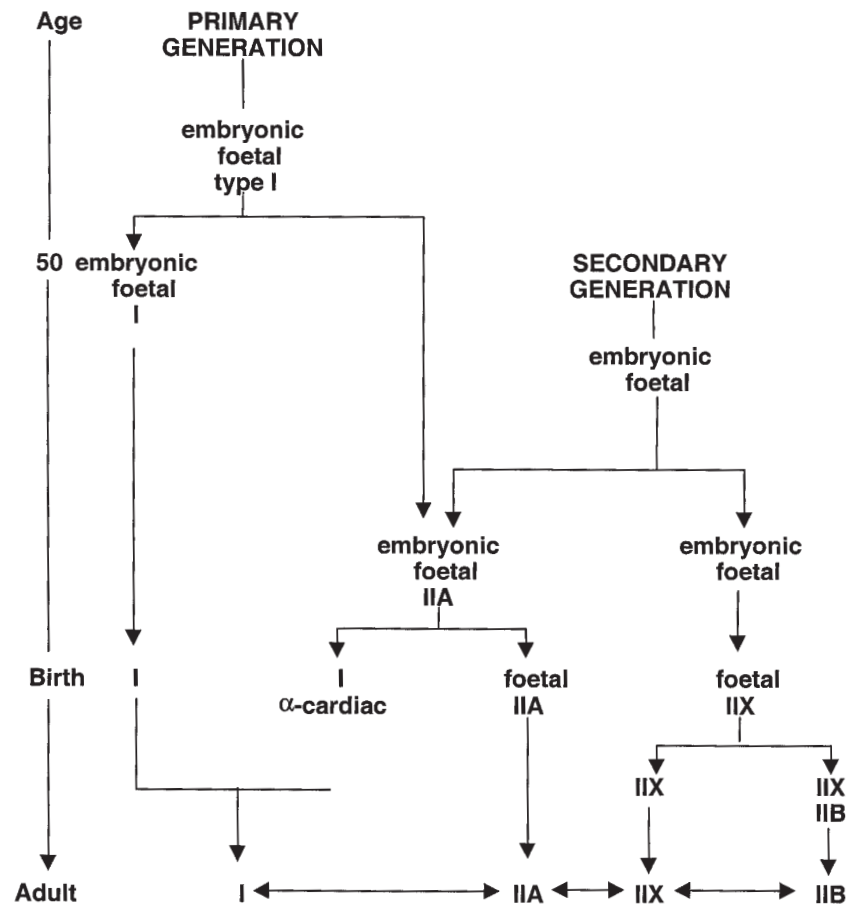 Age
PRIMARY
GENERATION
embryonic
foetal
type I
50 embryonic
foetal
I
SECONDARY
GENERATION
embryonic
foetal
embryonic
foetal
IIA
embryonic
foetal
Birth
I
I
α-cardiac
foetal
IIA
foetal
IIX
IIX
IIX
IIB
Adult
I
IIA
IIX
IIB